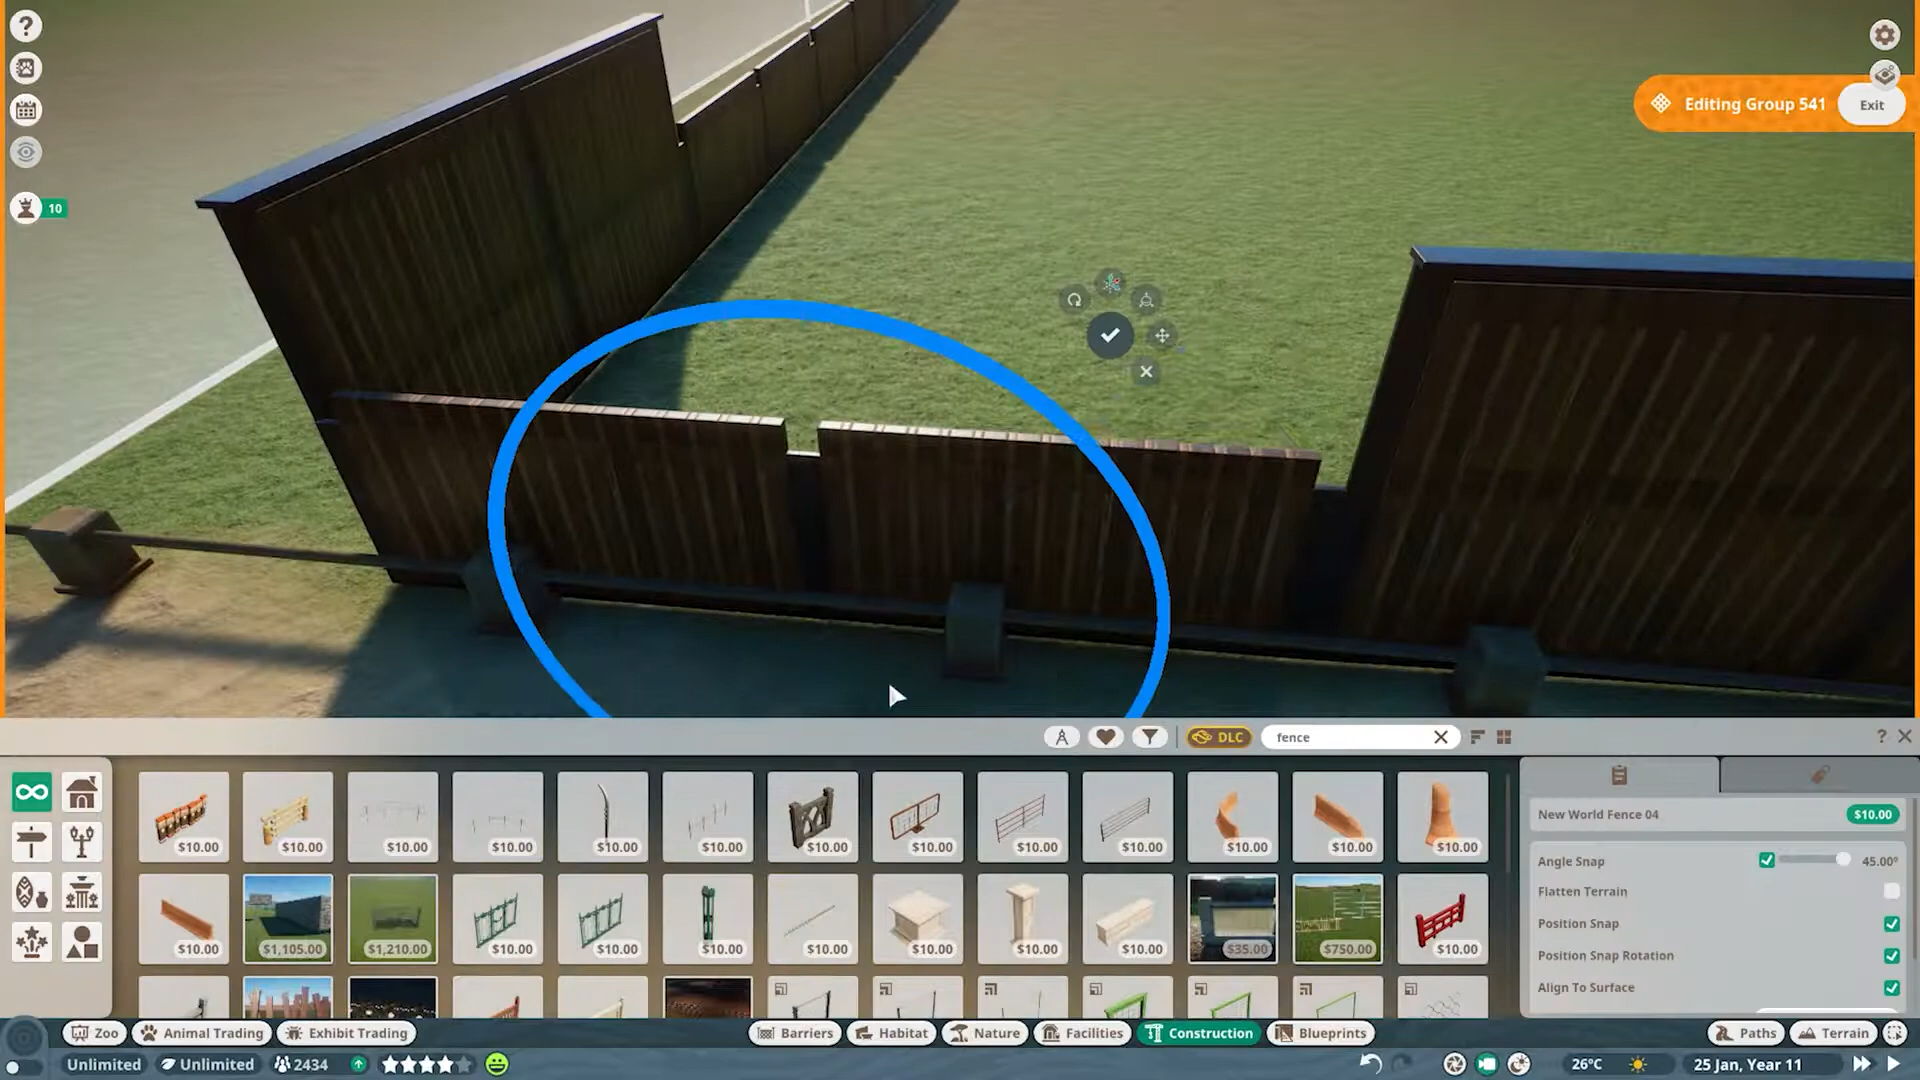 ?
10
Editing Group 541
Exit
DLC
fence
?
$10.00 $10.00 $10.00 $10.00 $10.00 $10.00 $10.00 $10.00 $10.00 $10.00 $10.00 $10.00 $10.00
$10.00 $1,105.00 $1,210.00 $10.00 $10.00 $10.00 $10.00 $10.00 $10.00 $10.00 $35.00 $750.00 $10.00
New World Fence 04 $10.00
Angle Snap 45.00°
Flatten Terrain
Position Snap
Position Snap Rotation
Align To Surface
Zoo Animal Trading Exhibit Trading Barriers Habitat Nature Facilities Construction Blueprints Paths Terrain
Unlimited Unlimited 2434 26°C 25 Jan, Year 11